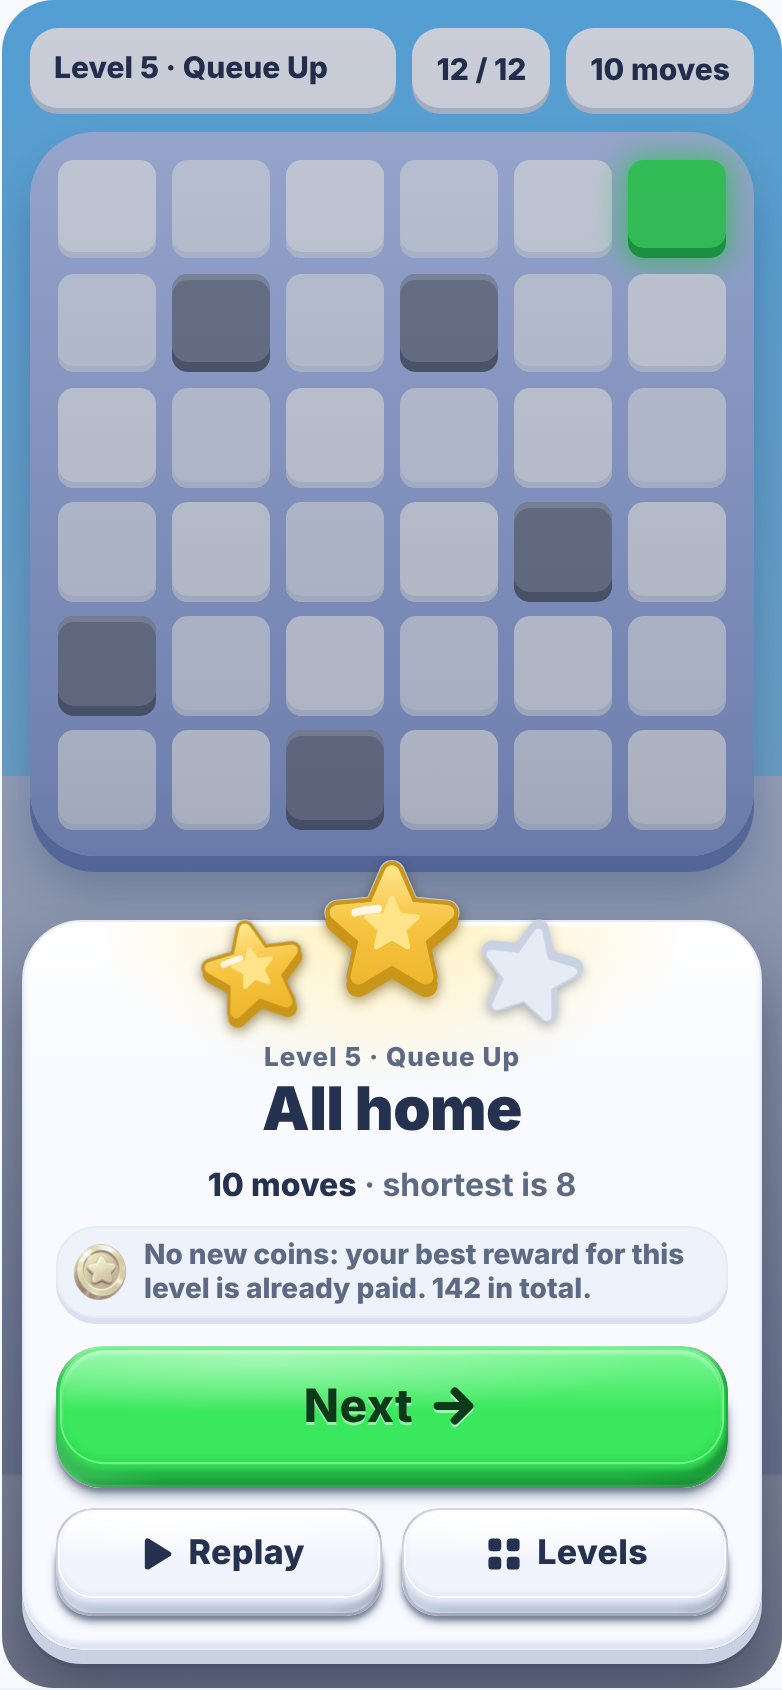 Level 5 · Queue Up
12 / 12
10 moves
Level 5 · Queue Up
All home
10 moves · shortest is 8
No new coins: your best reward for this
level is already paid. 142 in total.
Next →
Replay
Levels